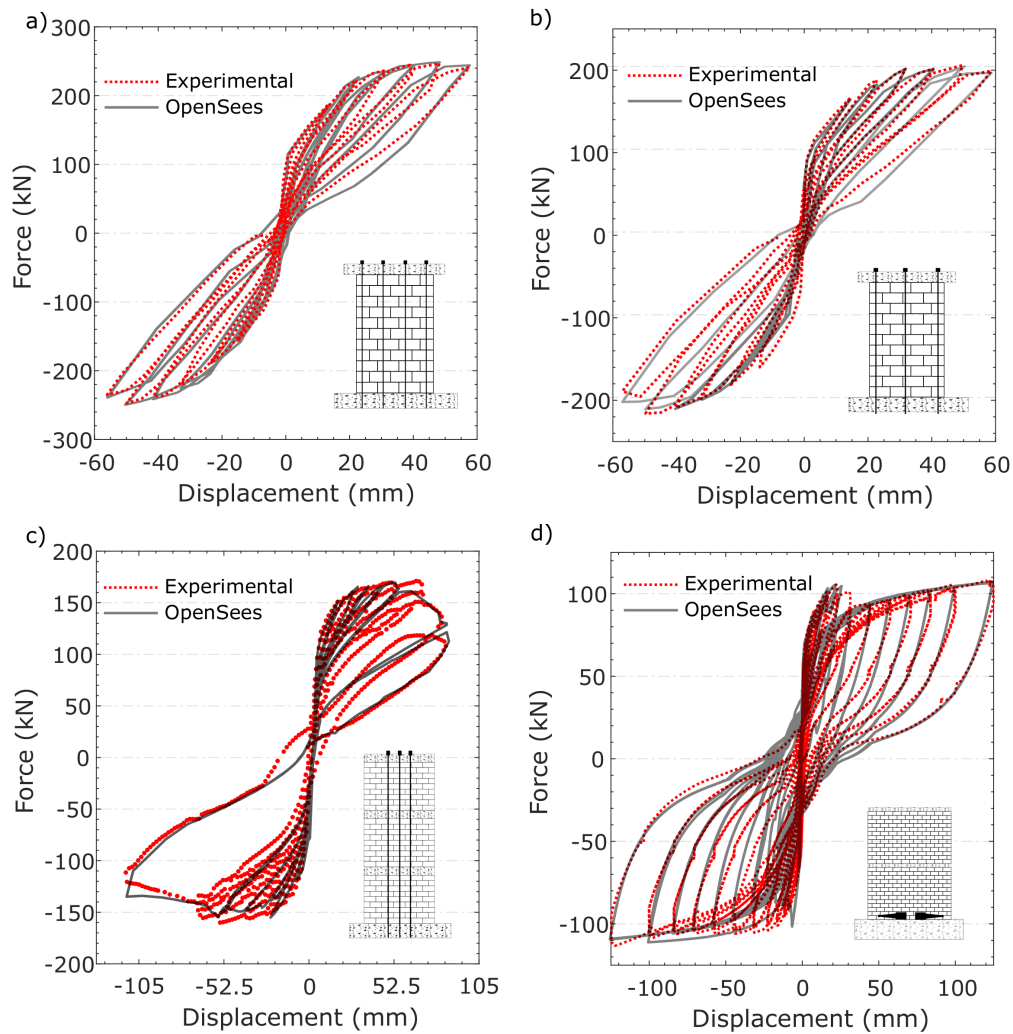 a)
300
200
100
0
-100
-200
-300
-60
-40
-20
0
20
40
60
Force (kN)
Displacement (mm)
Experimental
OpenSees
b)
200
100
0
-100
-200
-60
-40
-20
0
20
40
60
Force (kN)
Displacement (mm)
Experimental
OpenSees
c)
200
150
100
50
0
-50
-100
-150
-200
-105
-52.5
0
52.5
105
Force (kN)
Displacement (mm)
Experimental
OpenSees
d)
100
50
0
-50
-100
-100
-50
0
50
100
Force (kN)
Displacement (mm)
Experimental
OpenSees